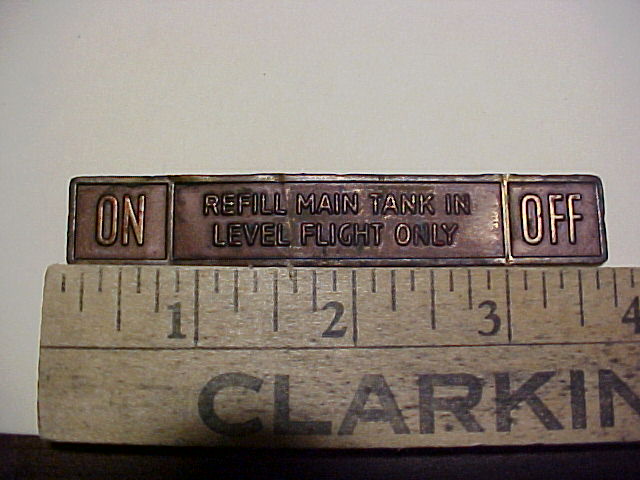 ON
REFILL MAIN TANK IN
LEVEL FLIGHT ONLY
OFF
1 2 3 4
CLARKIN